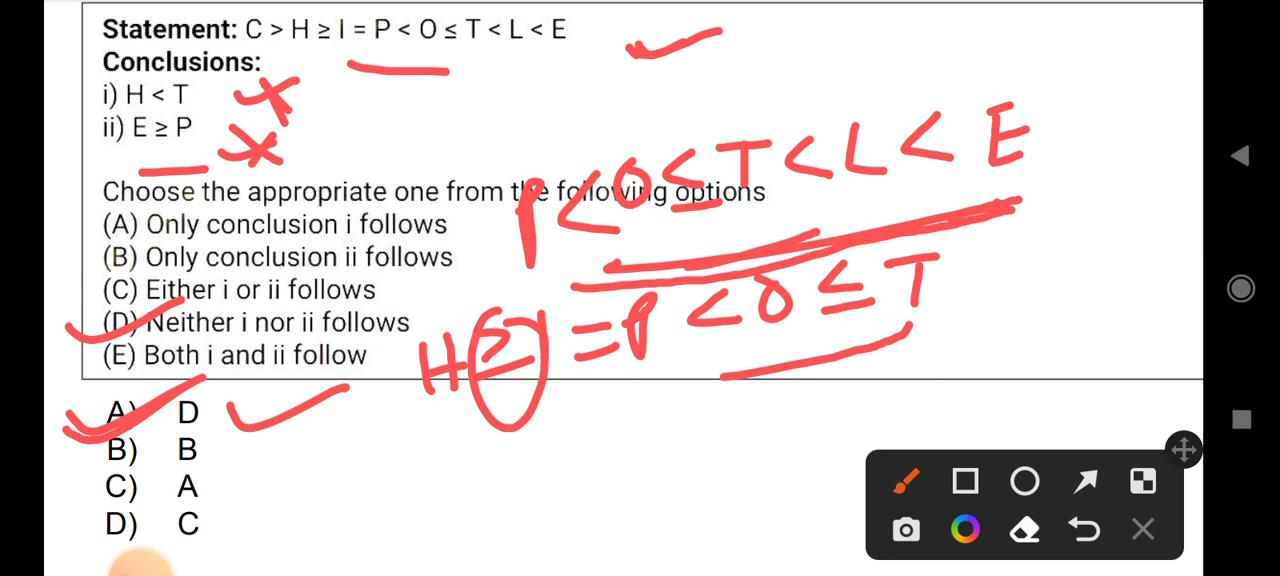 Statement: C > H ≥ I = P < O ≤ T < L < E
Conclusions:
i) H < T
ii) E ≥ P
P < O ≤ T < L < E
Choose the appropriate one from the following options
(A) Only conclusion i follows
(B) Only conclusion ii follows
(C) Either i or ii follows
(D) Neither i nor ii follows
(E) Both i and ii follow
H ≥ = P < O ≤ T
A) D
B) B
C) A
D) C